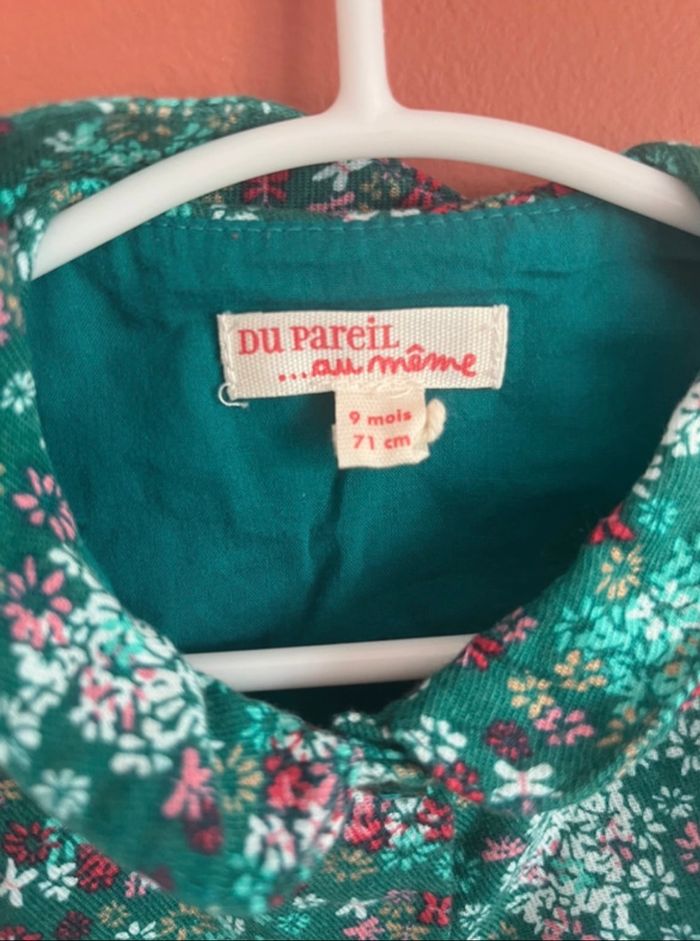 DU PAREIL
...au même
9 mois
71 cm